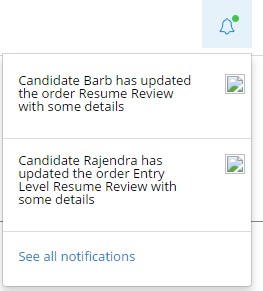 Candidate Barb has updated
the order Resume Review
with some details
Candidate Rajendra has
updated the order Entry
Level Resume Review with
some details
See all notifications